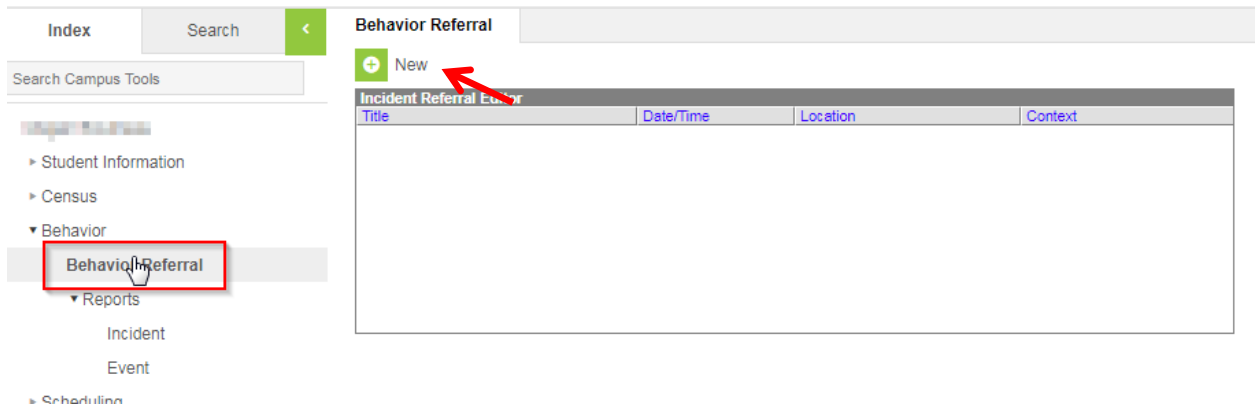 Index Search
Search Campus Tools
Student Information
Census
Behavior
Behavior Referral
Reports
Incident
Event
Scheduling
Behavior Referral
New
Incident Referral Editor
Title Date/Time Location Context